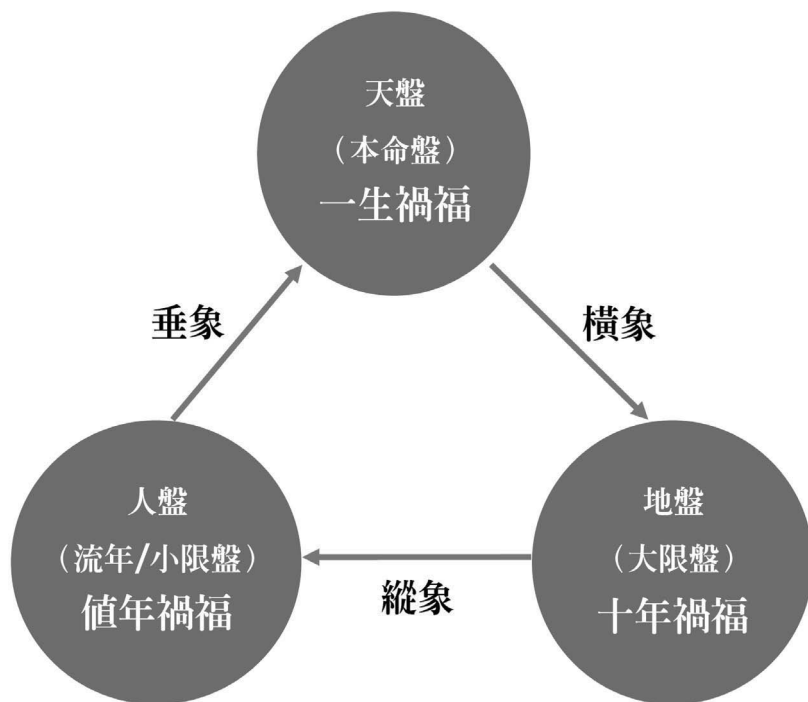 天盤
（本命盤）
一生禍福
垂象
橫象
人盤
（流年/小限盤）
值年禍福
縱象
地盤
（大限盤）
十年禍福